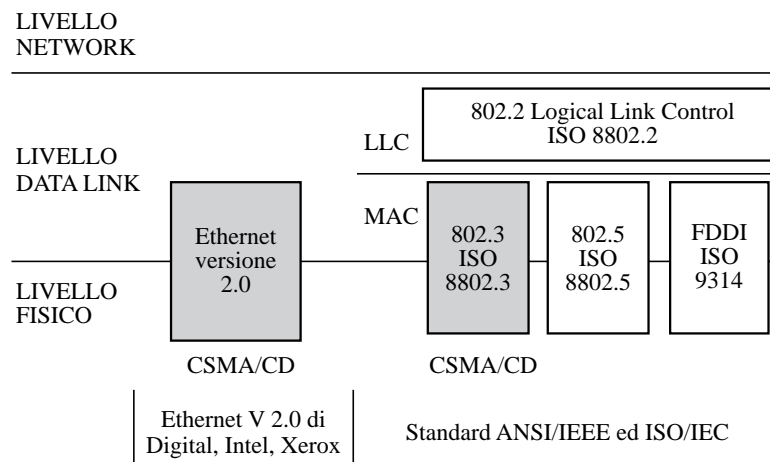 LIVELLO
NETWORK
802.2 Logical Link Control
ISO 8802.2
LLC
LIVELLO
DATA LINK
MAC
Ethernet
versione
2.0
802.3
ISO
8802.3
802.5
ISO
8802.5
FDDI
ISO
9314
LIVELLO
FISICO
CSMA/CD
CSMA/CD
Ethernet V 2.0 di
Digital, Intel, Xerox
Standard ANSI/IEEE ed ISO/IEC